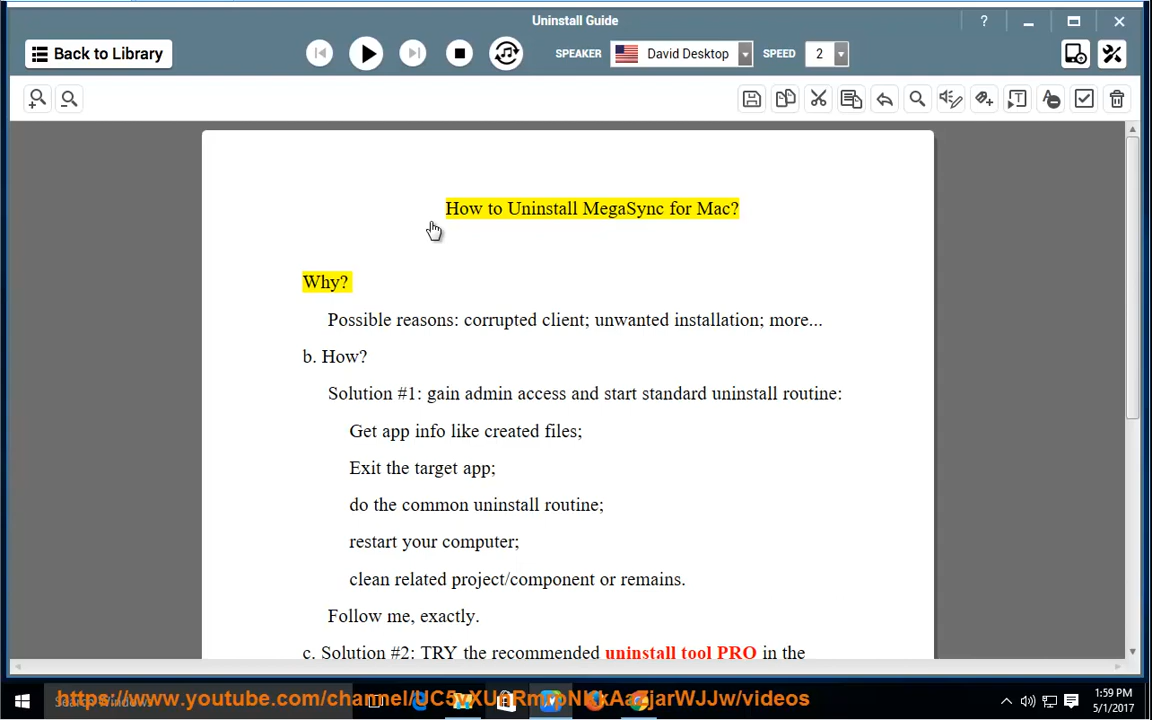 Uninstall Guide
?
Back to Library
SPEAKER
David Desktop
SPEED
2
How to Uninstall MegaSync for Mac?
Why?
Possible reasons: corrupted client; unwanted installation; more...
b. How?
Solution #1: gain admin access and start standard uninstall routine:
Get app info like created files;
Exit the target app;
do the common uninstall routine;
restart your computer;
clean related project/component or remains.
Follow me, exactly.
c. Solution #2: TRY the recommended uninstall tool PRO in the
1:59 PM
5/1/2017